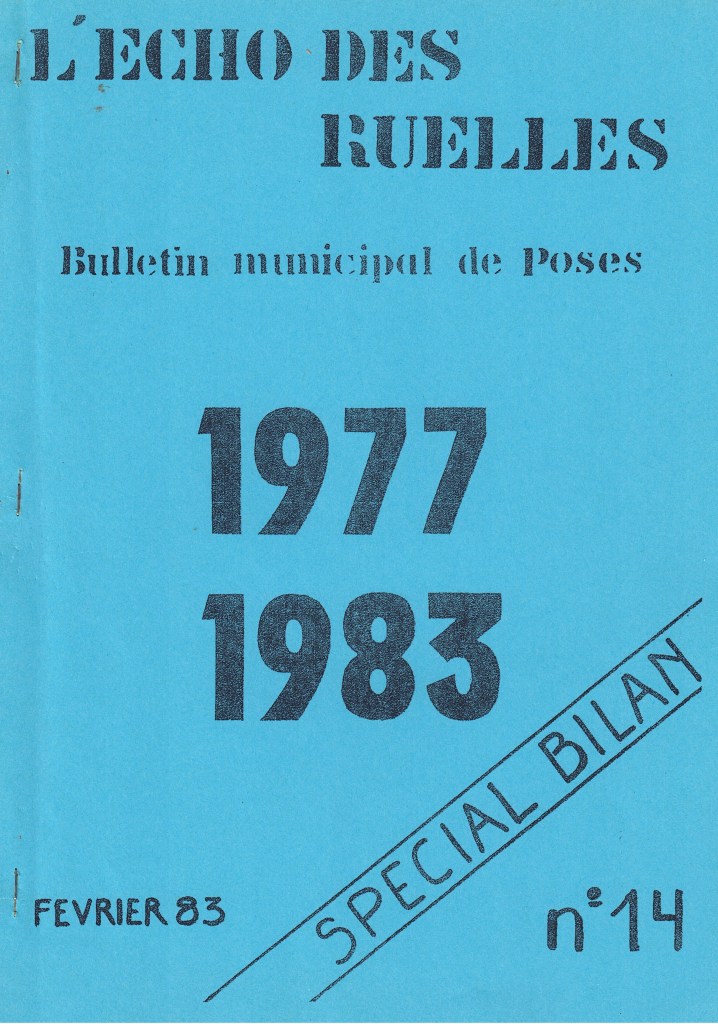 L'ECHO DES
RUELLES
Bulletin municipal de Poses
1977
1983
SPECIAL BILAN
FEVRIER 83
n°14